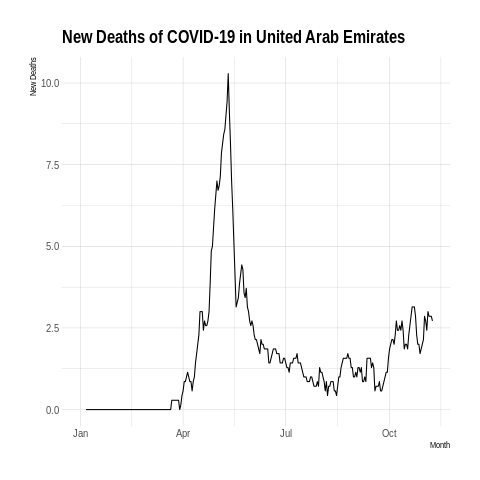 New Deaths of COVID-19 in United Arab Emirates
New Deaths
10.0
7.5
5.0
2.5
0.0
Jan Apr Jul Oct
Month